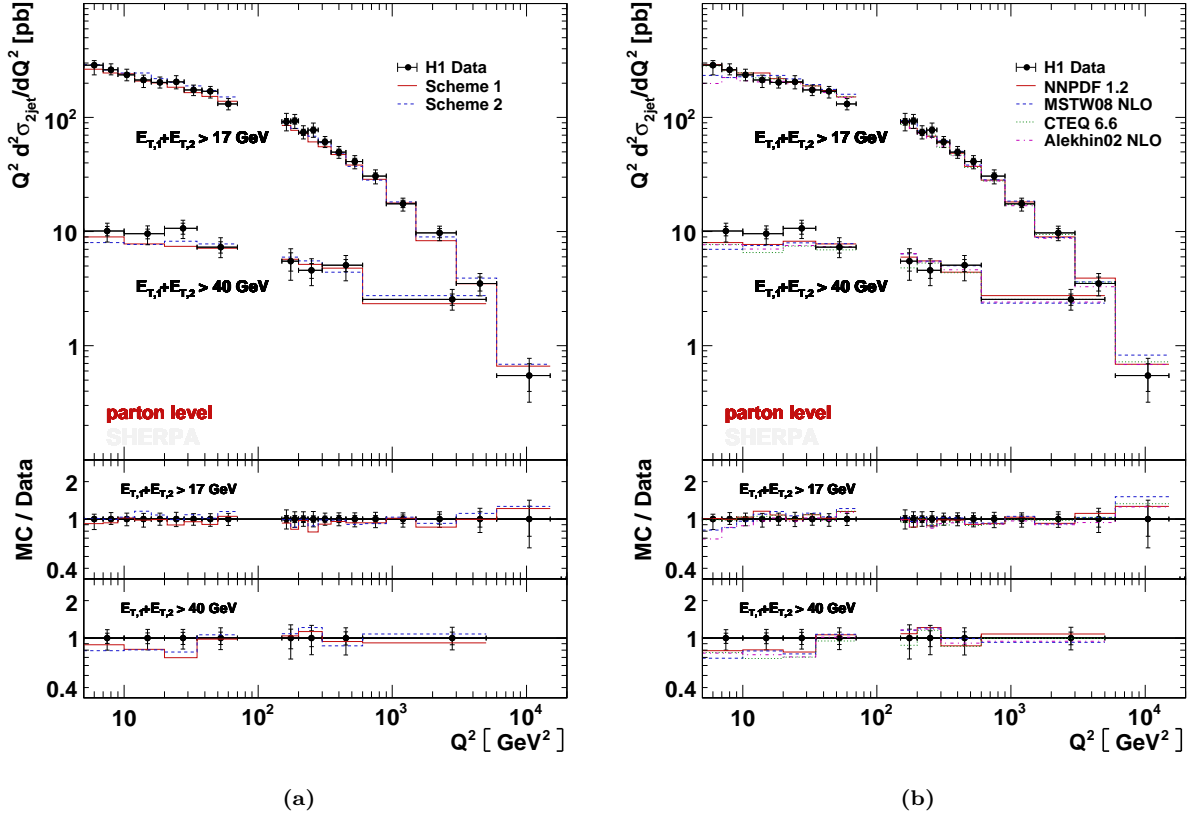 Q² d²σ2jet/dQ² [pb]
10²
10
1
H1 Data
Scheme 1
Scheme 2
ET,1+ET,2 > 17 GeV
ET,1+ET,2 > 40 GeV
parton level
SHERPA
MC / Data
2
1
0.4
ET,1+ET,2 > 17 GeV
2
1
0.4
ET,1+ET,2 > 40 GeV
10
10²
10³
10⁴
Q² [ GeV² ]
(a)
Q² d²σ2jet/dQ² [pb]
10²
10
1
H1 Data
NNPDF 1.2
MSTW08 NLO
CTEQ 6.6
Alekhin02 NLO
ET,1+ET,2 > 17 GeV
ET,1+ET,2 > 40 GeV
parton level
SHERPA
MC / Data
2
1
0.4
ET,1+ET,2 > 17 GeV
2
1
0.4
ET,1+ET,2 > 40 GeV
10
10²
10³
10⁴
Q² [ GeV² ]
(b)